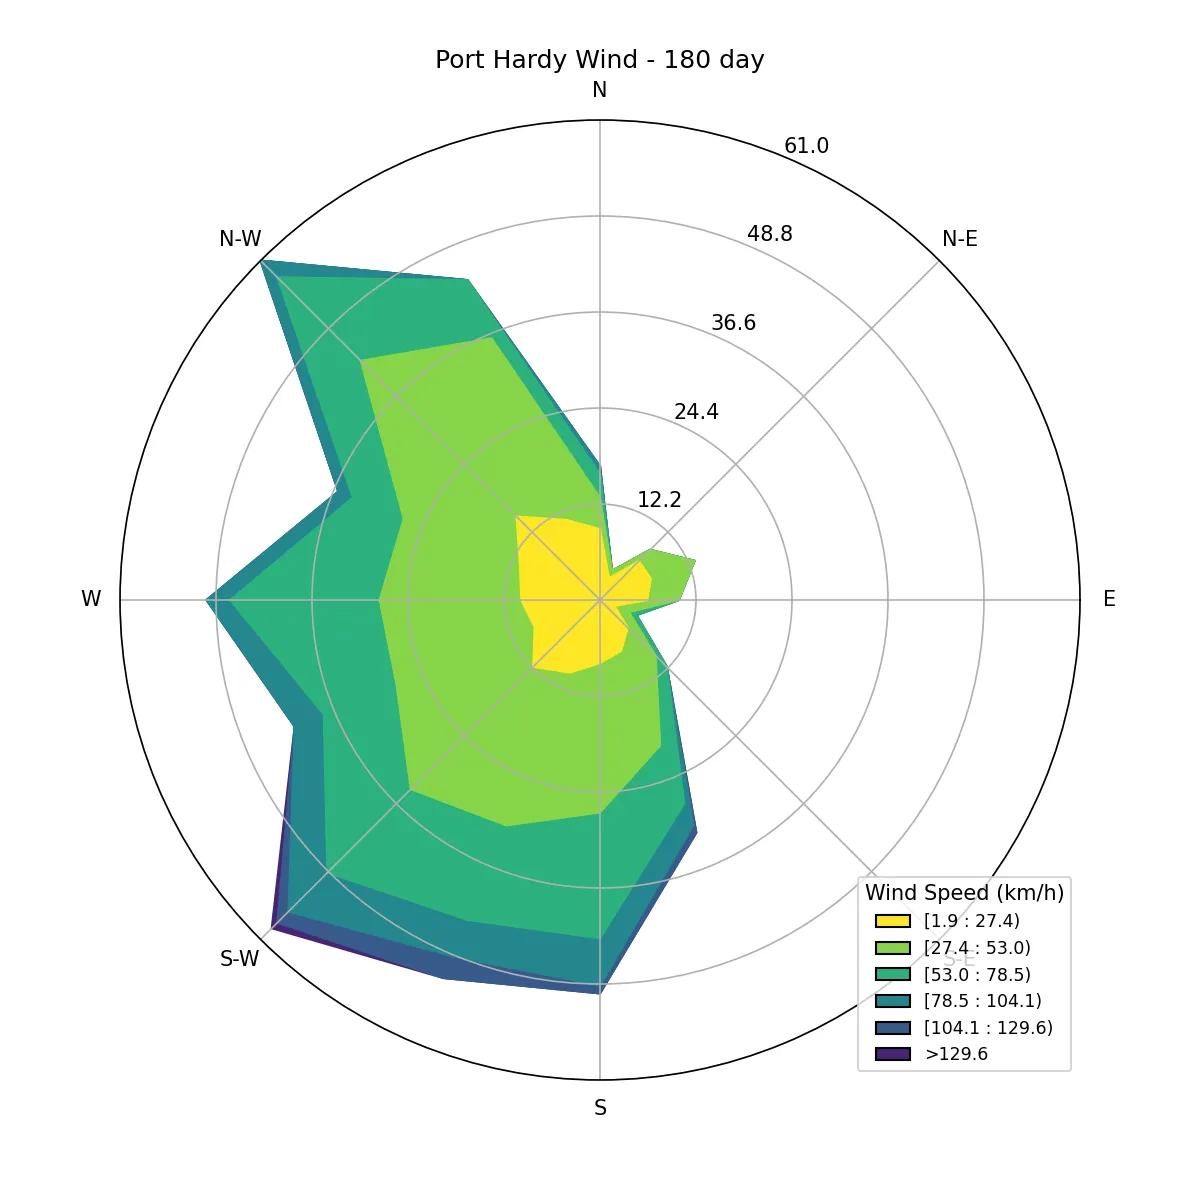 Port Hardy Wind - 180 day
N
61.0
N-W
48.8
N-E
36.6
24.4
12.2
W
E
Wind Speed (km/h)
[1.9 : 27.4)
[27.4 : 53.0)
S-W
S-E
[53.0 : 78.5)
[78.5 : 104.1)
[104.1 : 129.6)
>129.6
S